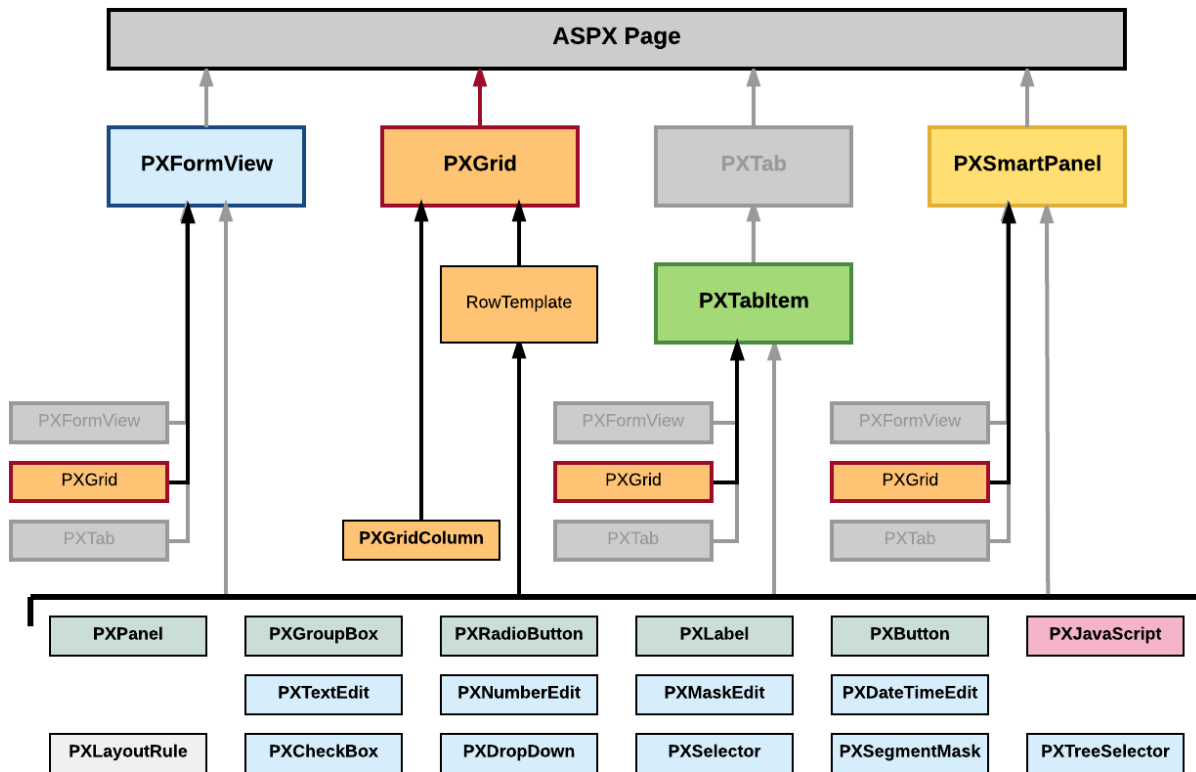 ASPX Page
PXFormView
PXGrid
PXTab
PXSmartPanel
RowTemplate
PXTabItem
PXFormView
PXFormView
PXFormView
PXGrid
PXGrid
PXGrid
PXTab
PXGridColumn
PXTab
PXTab
PXPanel
PXGroupBox
PXRadioButton
PXLabel
PXButton
PXJavaScript
PXTextEdit
PXNumberEdit
PXMaskEdit
PXDateTimeEdit
PXLayoutRule
PXCheckBox
PXDropDown
PXSelector
PXSegmentMask
PXTreeSelector